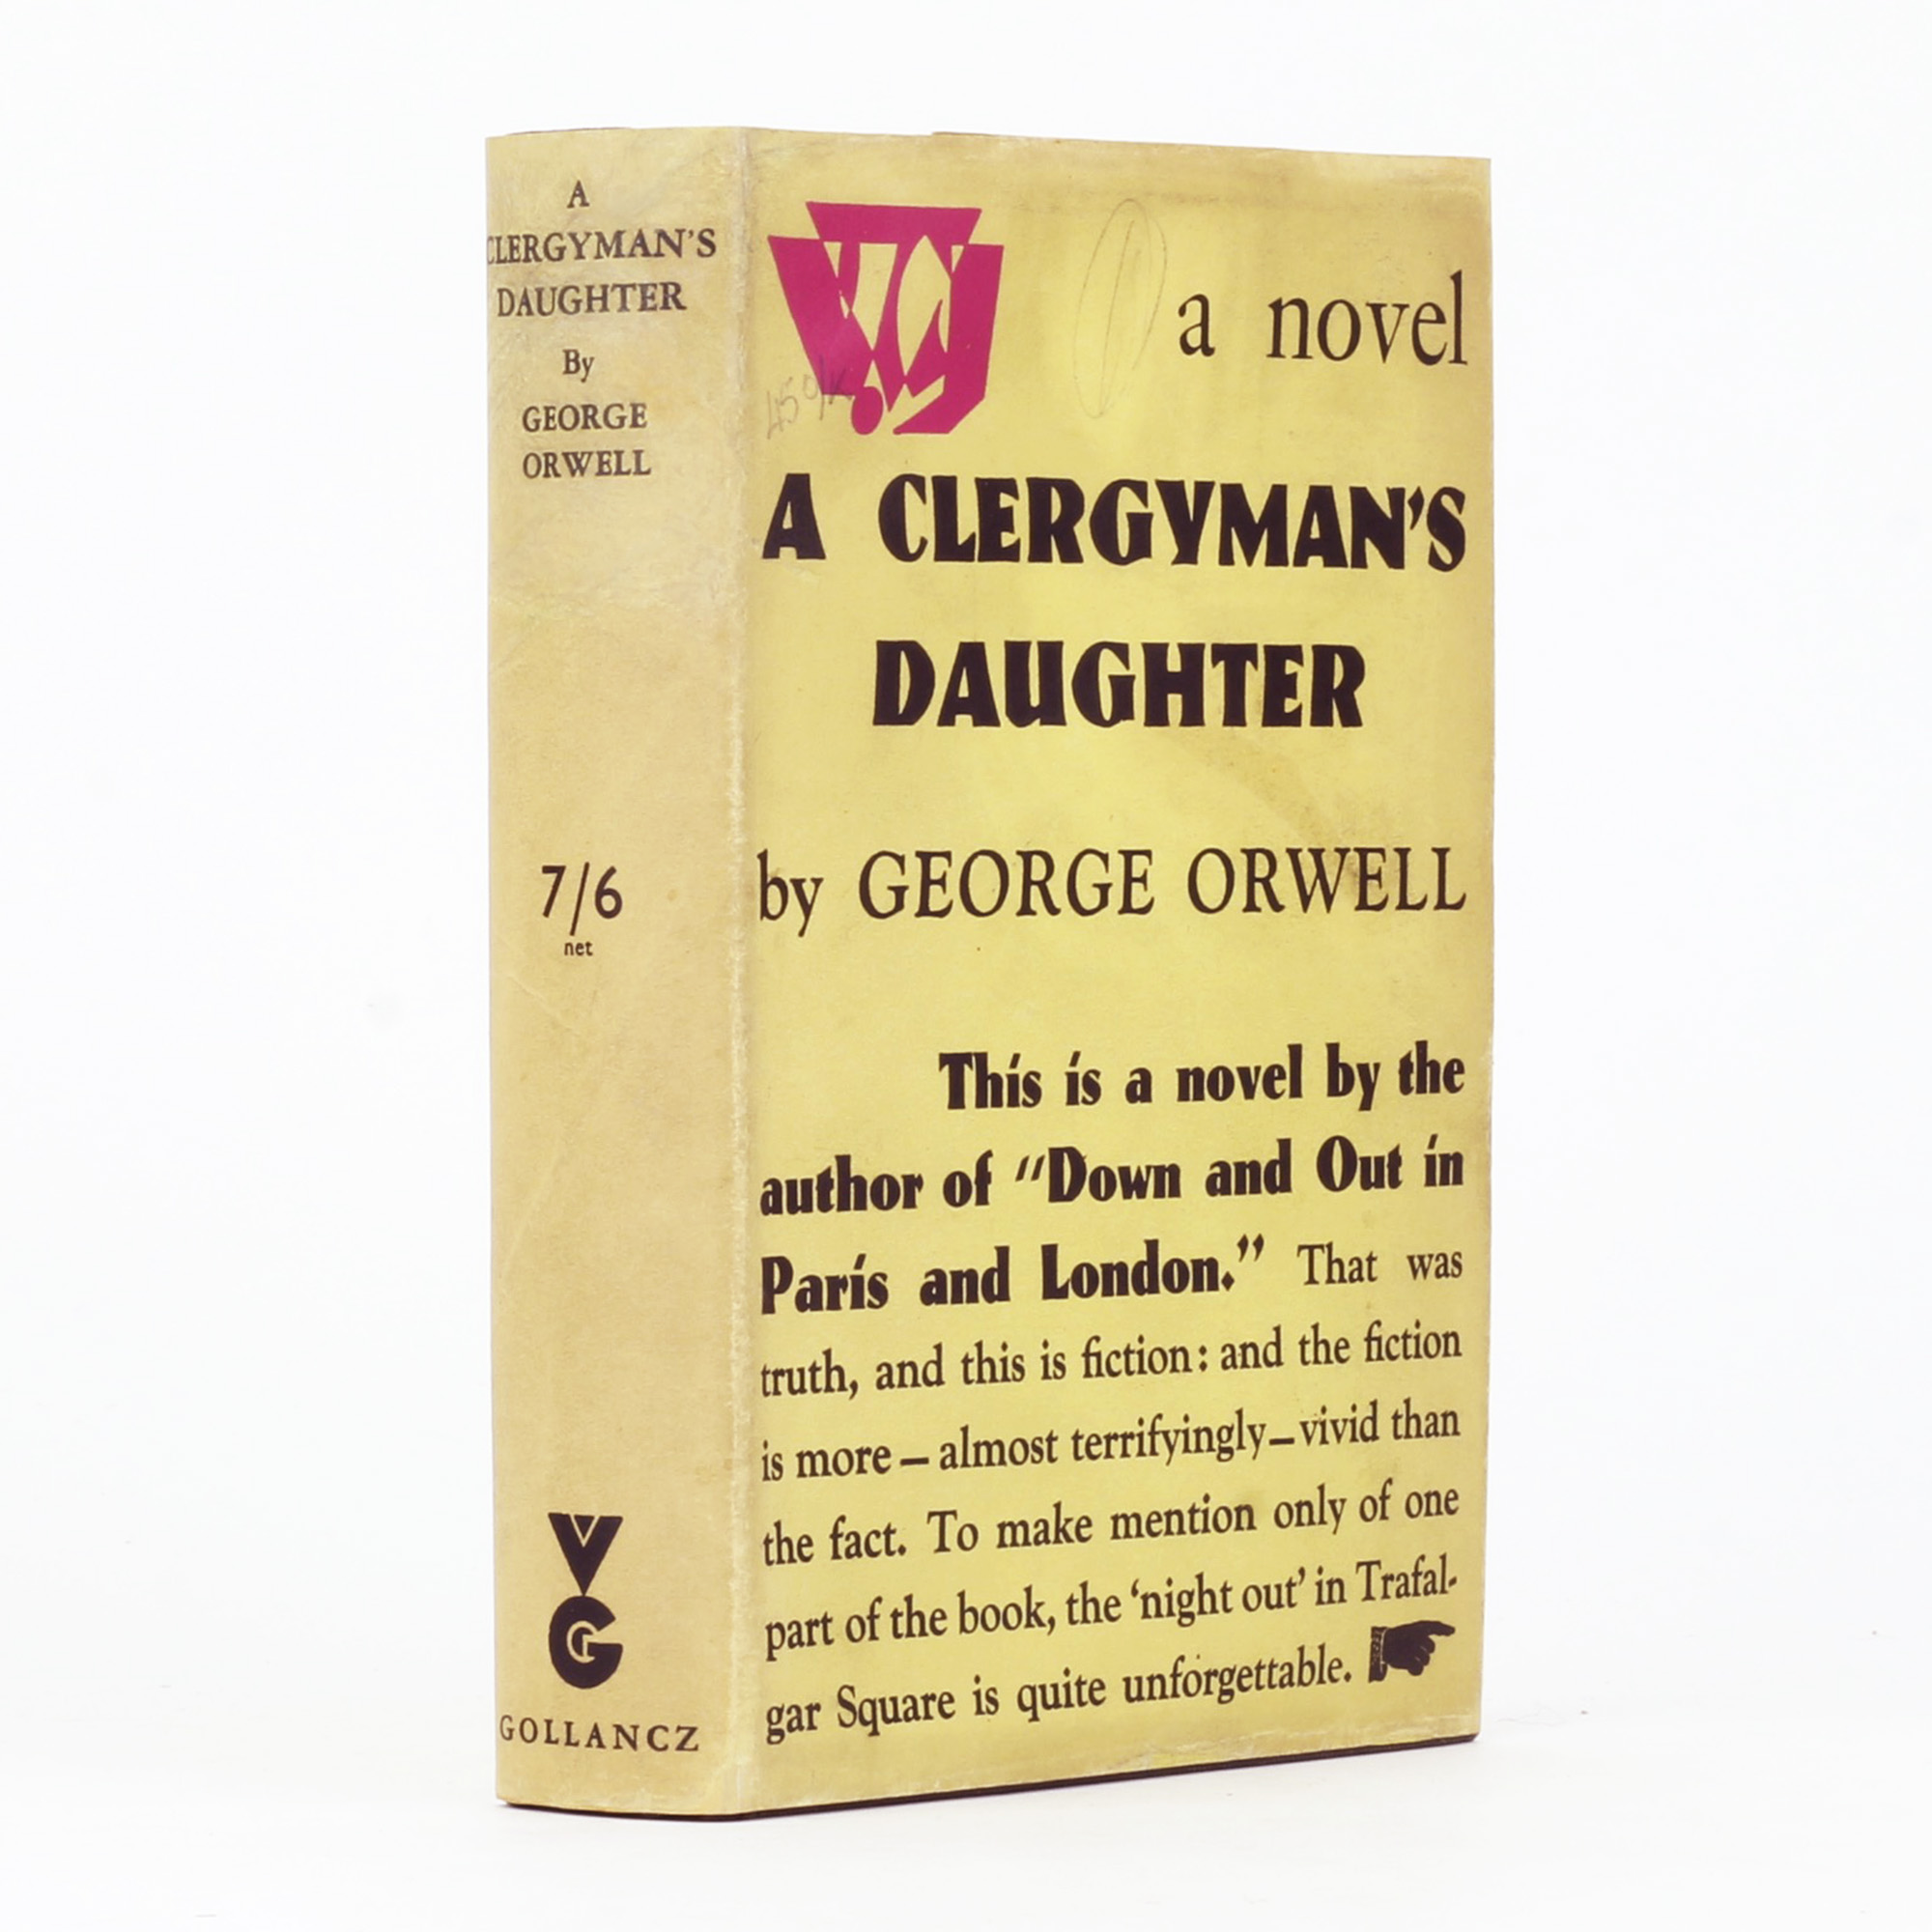 A
CLERGYMAN'S
DAUGHTER
By
GEORGE
ORWELL
7/6
net
VG
GOLLANCZ
VG
a novel
A CLERGYMAN'S
DAUGHTER
by GEORGE ORWELL
This is a novel by the
author of "Down and Out in
Paris and London." That was
truth, and this is fiction: and the fiction
is more—almost terrifyingly—vivid than
the fact. To make mention only of one
part of the book, the 'night out' in Trafal-
gar Square is quite unforgettable.